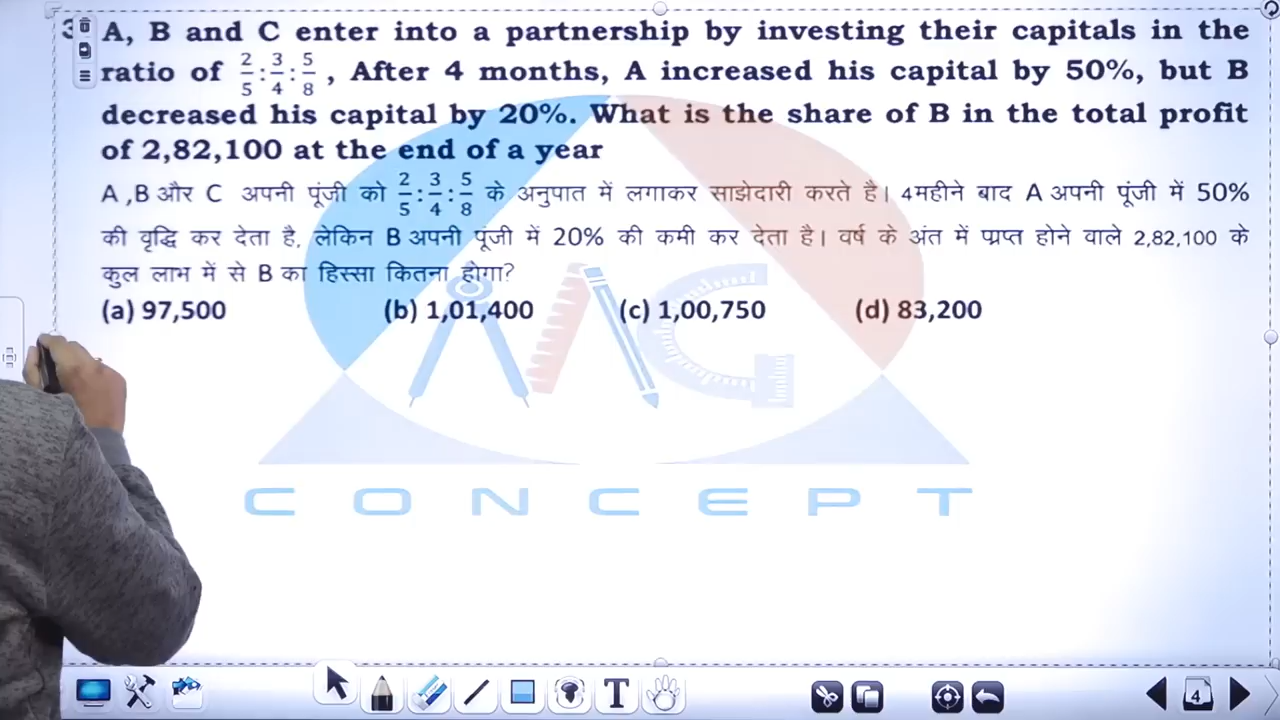 3
A, B and C enter into a partnership by investing their capitals in the
ratio of 2/5 : 3/4 : 5/8 , After 4 months, A increased his capital by 50%, but B
decreased his capital by 20%. What is the share of B in the total profit
of 2,82,100 at the end of a year
A ,B और C अपनी पूंजी को 2/5 : 3/4 : 5/8 के अनुपात में लगाकर साझेदारी करते है। 4महीने बाद A अपनी पूंजी में 50%
की वृद्धि कर देता है, लेकिन B अपनी पूंजी में 20% की कमी कर देता है। वर्ष के अंत में प्राप्त होने वाले 2,82,100 के
कुल लाभ में से B का हिस्सा कितना होगा?
(a) 97,500 (b) 1,01,400 (c) 1,00,750 (d) 83,200
CONCEPT
T
4